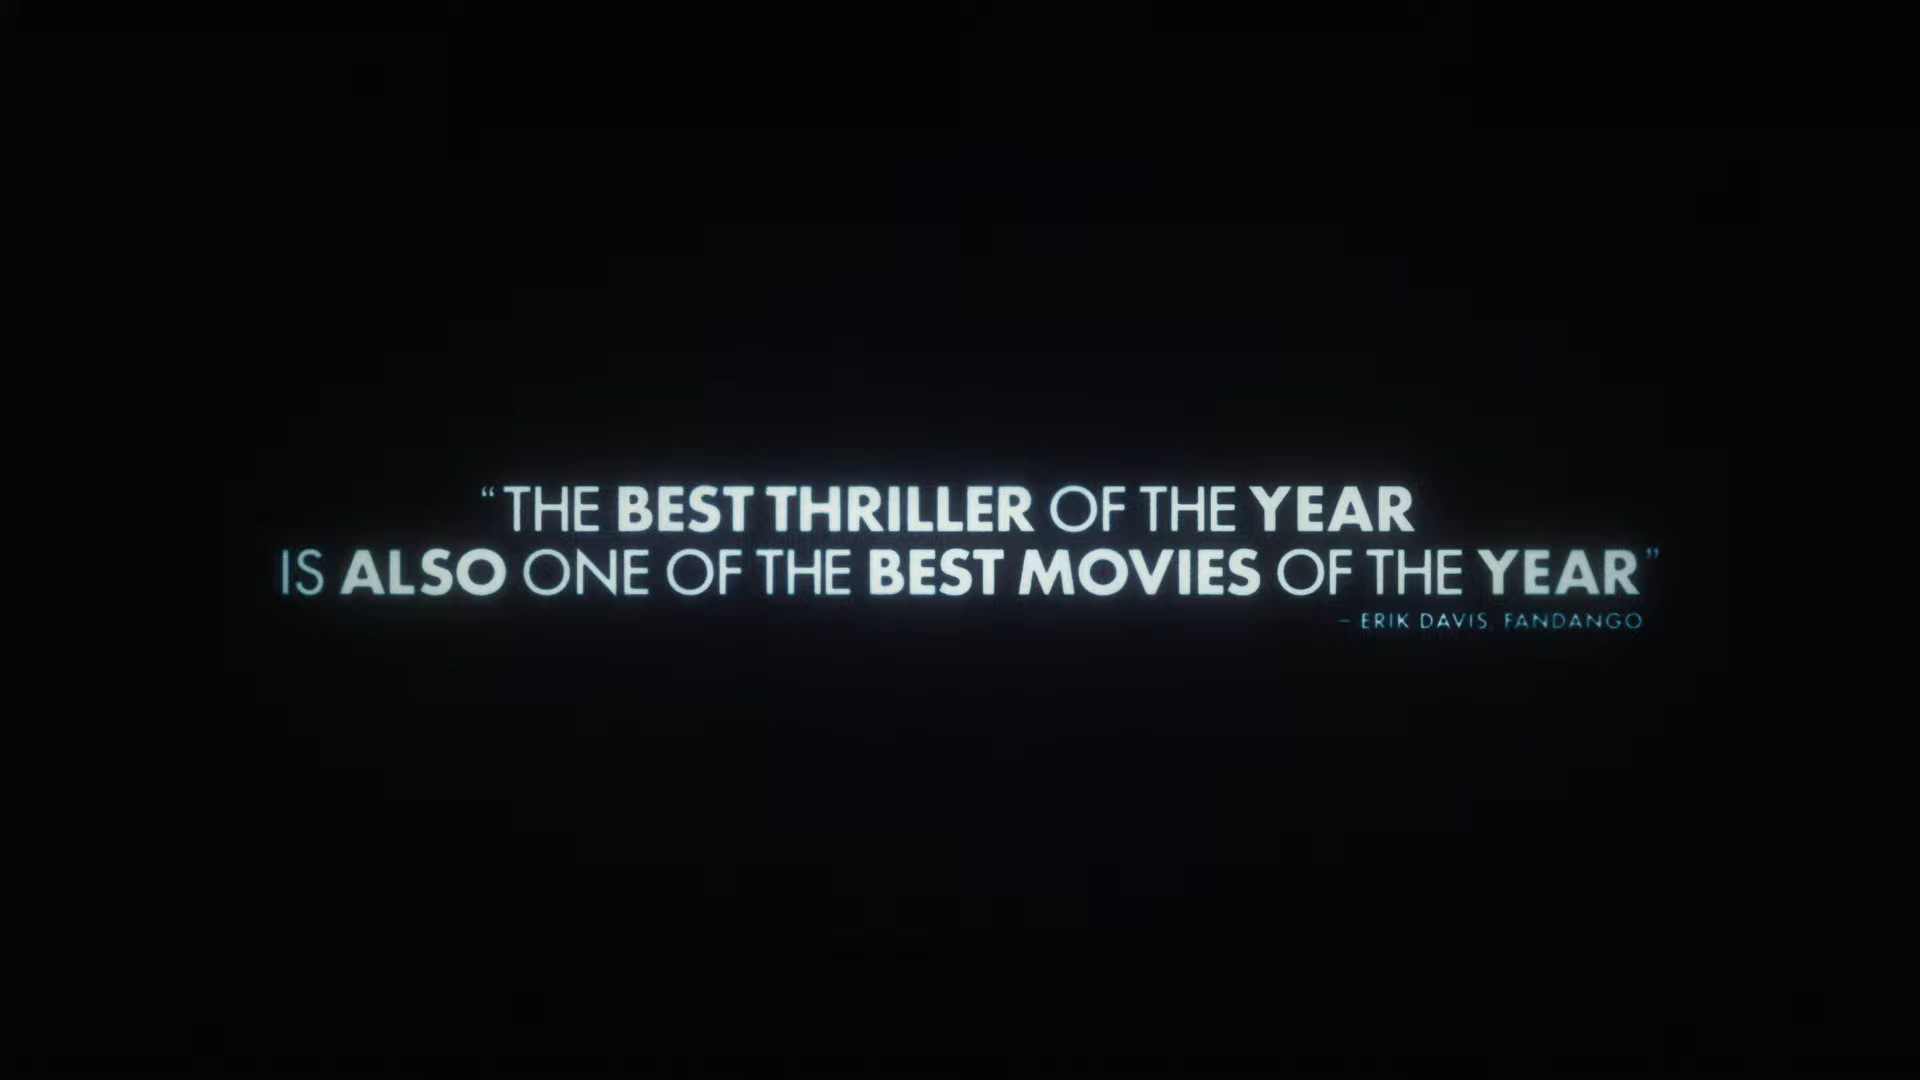 “THE BEST THRILLER OF THE YEAR
IS ALSO ONE OF THE BEST MOVIES OF THE YEAR”
– ERIK DAVIS, FANDANGO